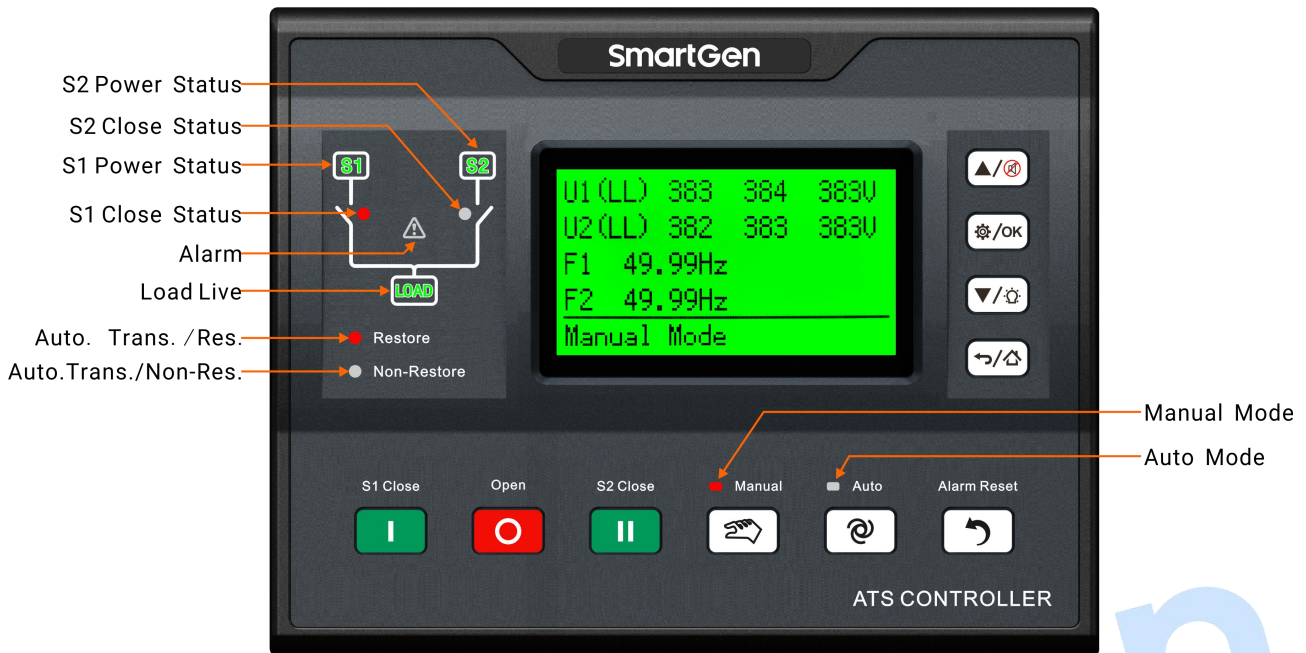 SmartGen
S2 Power Status
S2 Close Status
S1 Power Status
S1 Close Status
Alarm
Load Live
Auto. Trans. /Res.
Auto.Trans./Non-Res.
S1
S2
LOAD
Restore
Non-Restore
U1(LL) 383 384 383V
U2(LL) 382 383 383V
F1 49.99Hz
F2 49.99Hz
Manual Mode
/OK
Manual Mode
Auto Mode
S1 Close
Open
S2 Close
Manual
Auto
Alarm Reset
I
O
II
ATS CONTROLLER